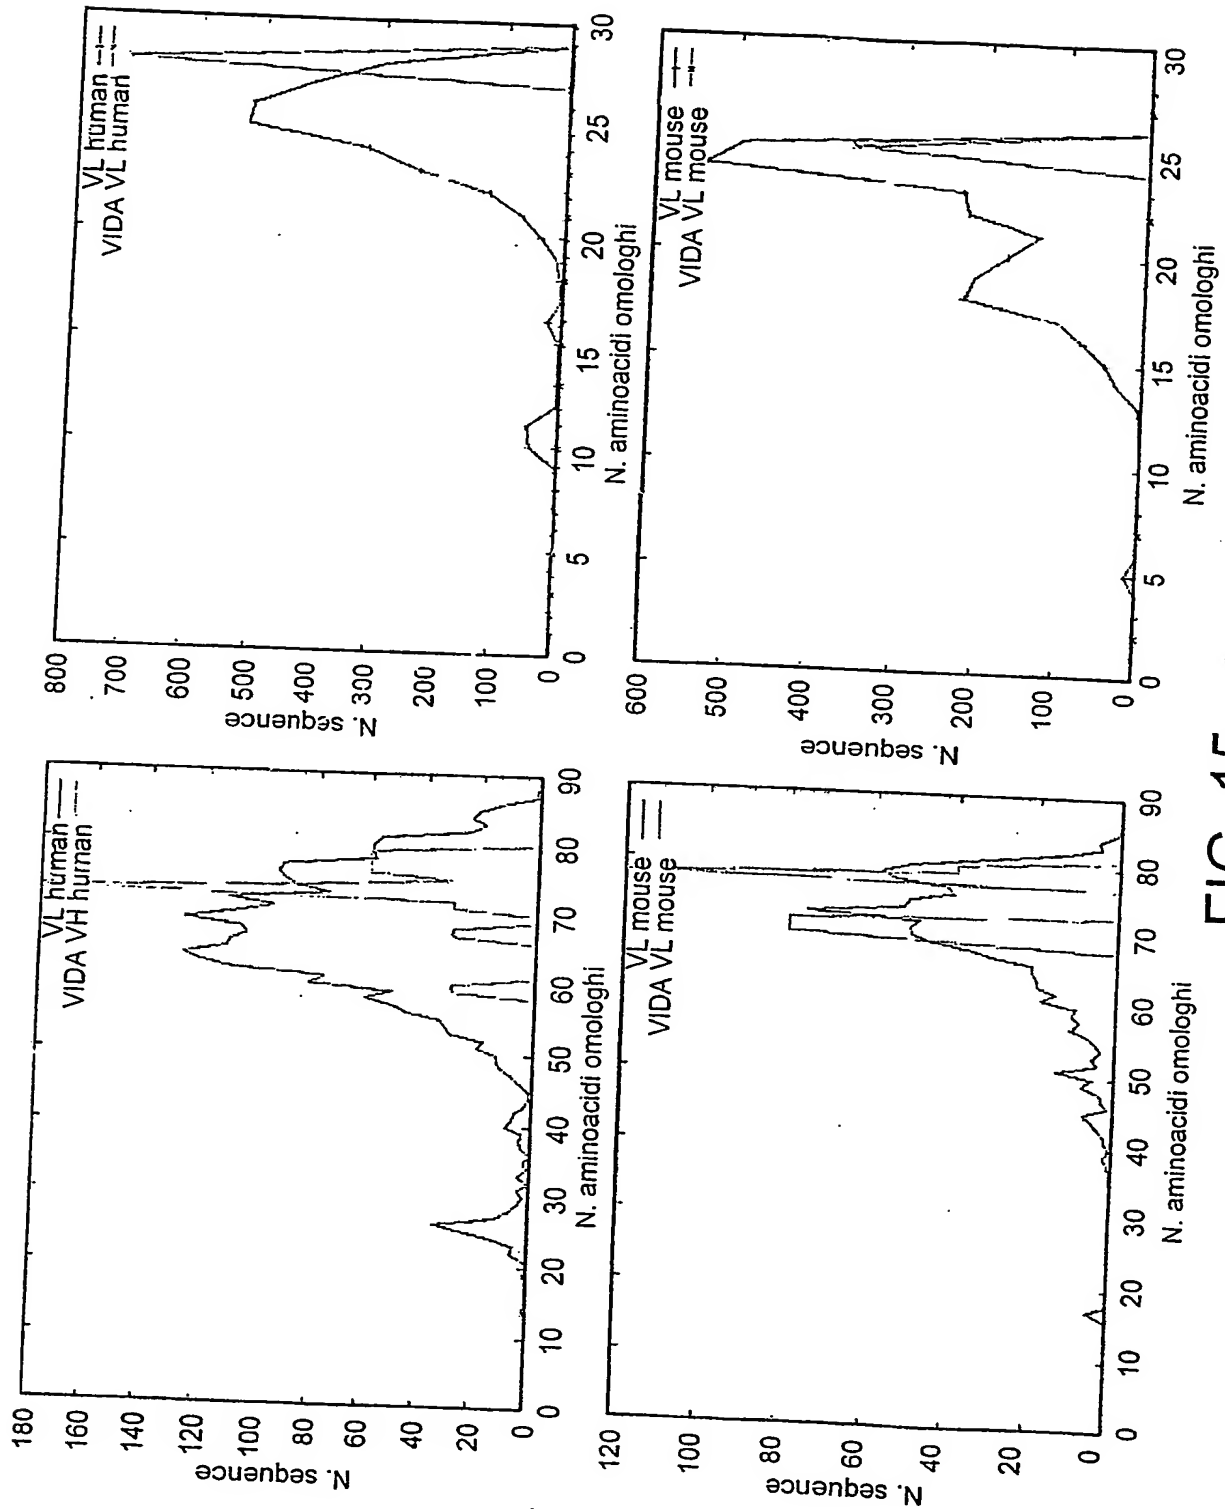 VL human
VIDA VH human
180
160
140
120
100
80
60
40
20
0
N. sequence
0 10 20 30 40 50 60 70 80 90
N. aminoacidi omologhi
VL human
VIDA VL human
800
700
600
500
400
300
200
100
0
N. sequence
0 5 10 15 20 25 30
N. aminoacidi omologhi
VL mouse
VIDA VL mouse
120
100
80
60
40
20
0
N. sequence
0 10 20 30 40 50 60 70 80 90
N. aminoacidi omologhi
VL mouse
VIDA VL mouse
600
500
400
300
200
100
0
N. sequence
0 5 10 15 20 25 30
N. aminoacidi omologhi
FIG. 15